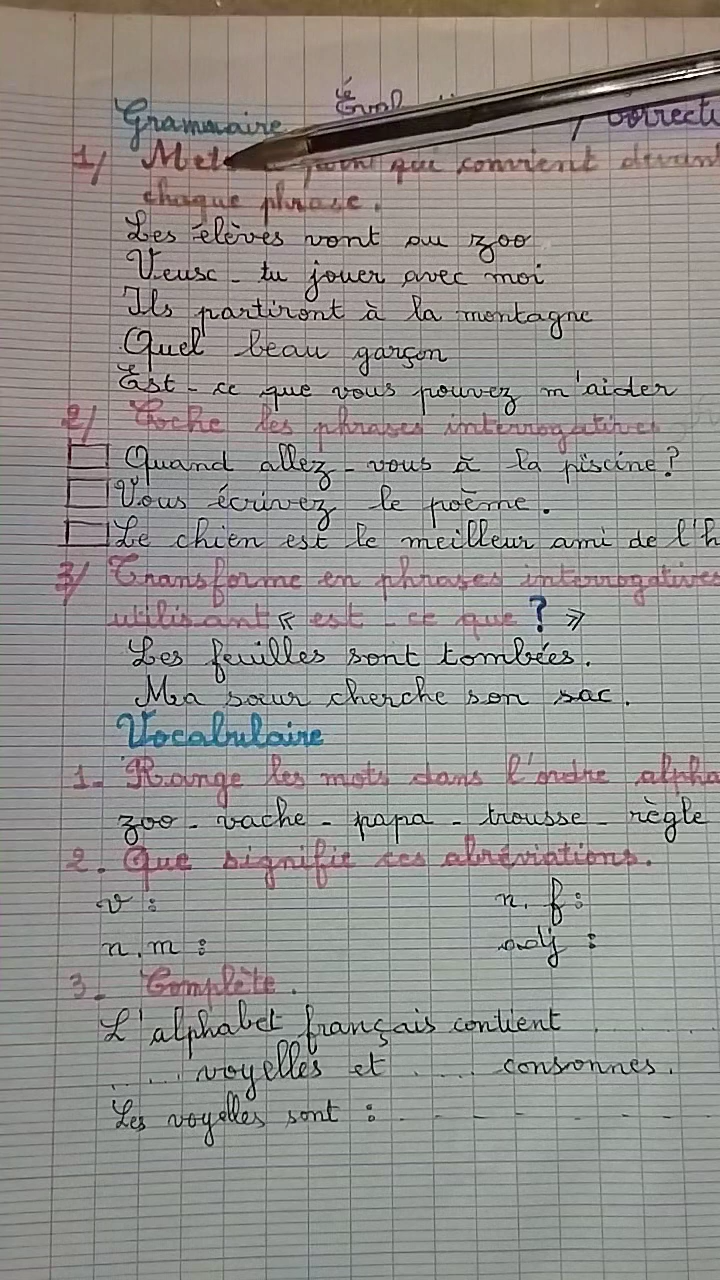 Grammaire
1/ qui convient devant
chaque phrase.
Les élèves vont au zoo
Veux-tu jouer avec moi
Ils partiront à la montagne
Quel beau garçon
Est-ce que vous pouvez m'aider
2/ Coche les phrases interrogatives
Quand allez-vous à la piscine?
Vous écrivez le poème.
Le chien est le meilleur ami de l'h
3/ Transforme en phrases interrogatives
utilisant « est-ce que ? »
Les feuilles sont tombées.
Ma sœur cherche son sac.
Vocabulaire
1. Range les mots dans l'ordre alpha
zoo - vache - papa - trousse - règle
2. Que signifie ces abréviations.
v : n.f :
n.m : adj :
3. Complète.
L'alphabet français contient ......
..... voyelles et .... consonnes.
Les voyelles sont : . - - - - - -